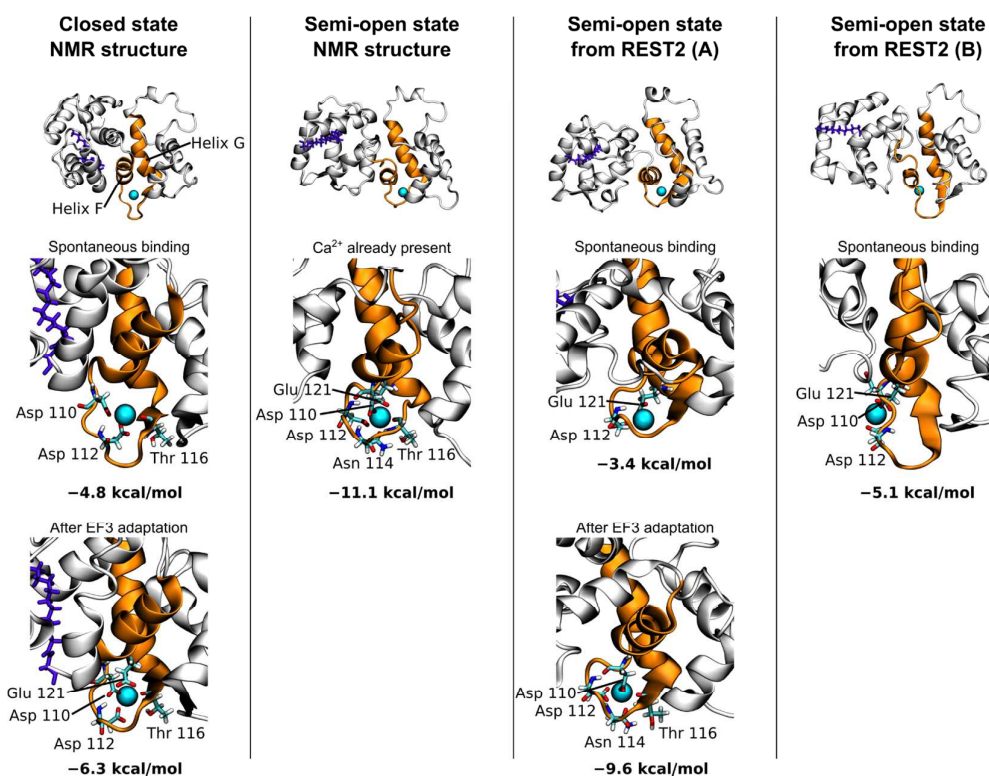 Closed state
NMR structure
Semi-open state
NMR structure
Semi-open state
from REST2 (A)
Semi-open state
from REST2 (B)
Helix G
Helix F
Spontaneous binding
Ca²⁺ already present
Spontaneous binding
Spontaneous binding
Asp 110
Asp 112
Thr 116
−4.8 kcal/mol
Glu 121
Asp 110
Asp 112
Asn 114
Thr 116
−11.1 kcal/mol
Glu 121
Asp 112
−3.4 kcal/mol
Glu 121
Asp 110
Asp 112
−5.1 kcal/mol
After EF3 adaptation
After EF3 adaptation
Glu 121
Asp 110
Asp 112
Thr 116
−6.3 kcal/mol
Asp 110
Asp 112
Asn 114
Thr 116
−9.6 kcal/mol